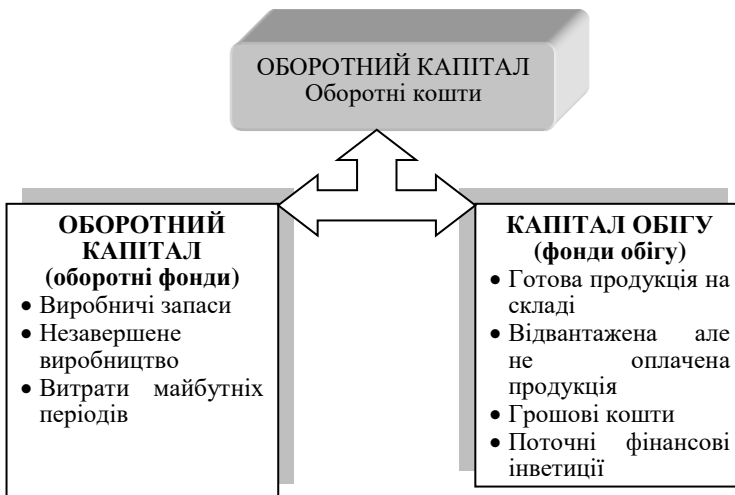 ОБОРОТНИЙ КАПІТАЛ
Оборотні кошти
ОБОРОТНИЙ
КАПІТАЛ
(оборотні фонди)
• Виробничі запаси
• Незавершене
виробництво
• Витрати майбутніх
періодів
КАПІТАЛ ОБІГУ
(фонди обігу)
• Готова продукція на
складі
• Відвантажена але
не оплачена
продукція
• Грошові кошти
• Поточні фінансові
інветиції